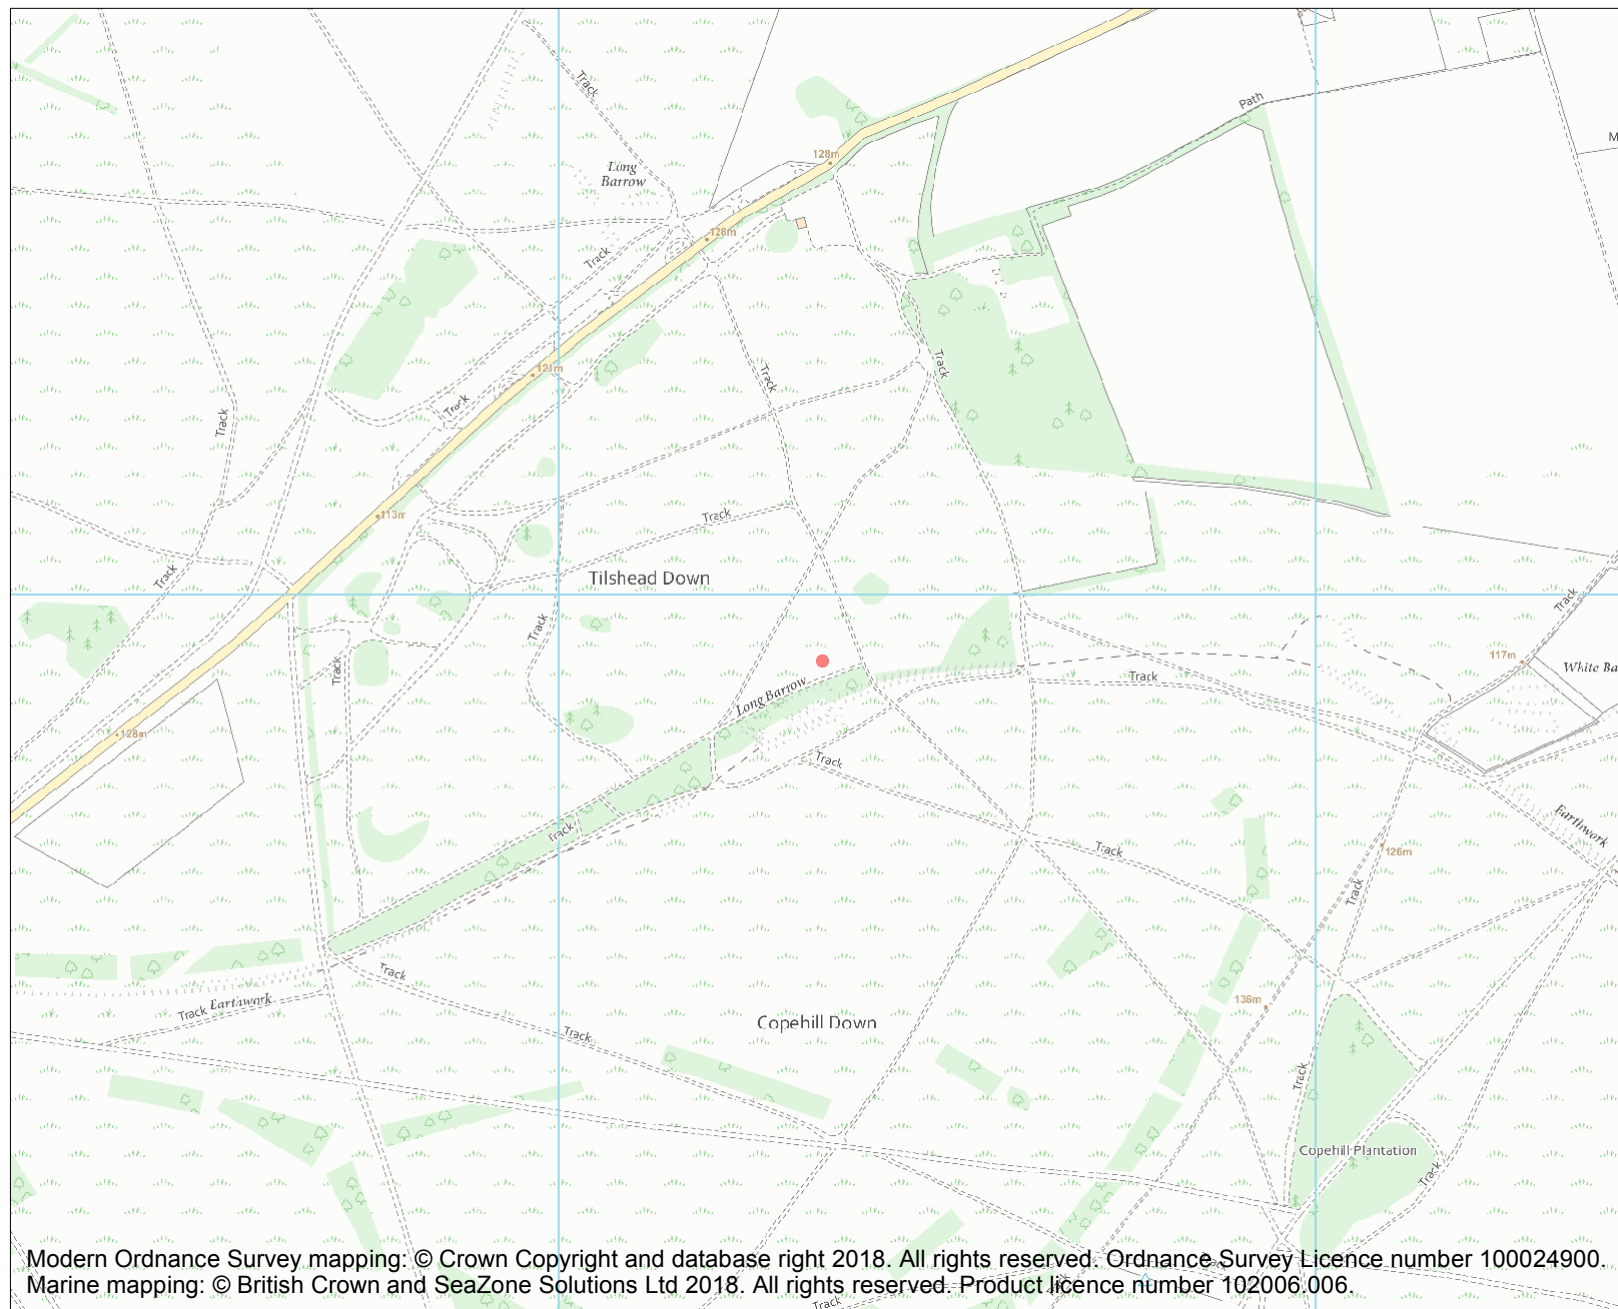 Track
Path
M
Long
Barrow
128m
128m
Track
Track
Track
121m
Track
Track
113m
Track
Track
Tilshead Down
Track
Track
Track
117m
White Ba
Track
Long Barrow
128m
Track
Earthwork
Track
Track
126m
Track
Track
Track
136m
Earthwork
Track
Copehill Down
Track
Track
Copehill Plantation
Track
Modern Ordnance Survey mapping: © Crown Copyright and database right 2018. All rights reserved. Ordnance Survey Licence number 100024900.
Marine mapping: © British Crown and SeaZone Solutions Ltd 2018. All rights reserved. Product licence number 102006.006.
Track